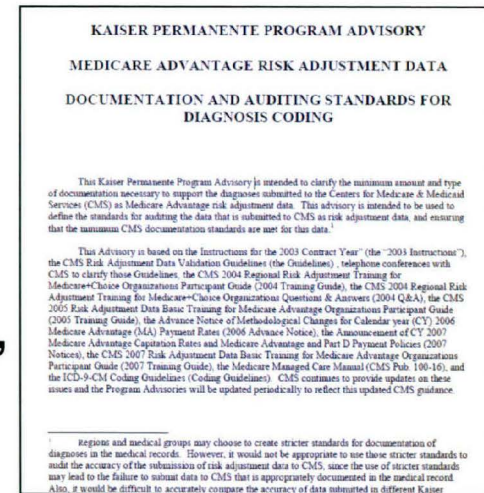 KAISER PERMANENTE PROGRAM ADVISORY
MEDICARE ADVANTAGE RISK ADJUSTMENT DATA
DOCUMENTATION AND AUDITING STANDARDS FOR
DIAGNOSIS CODING
This Kaiser Permanente Program Advisory is intended to clarify the minimum amount and type
of documentation necessary to support the diagnoses submitted to the Centers for Medicare & Medicaid
Services (CMS) as Medicare Advantage risk adjustment data. This advisory is intended to be used to
define the standards for auditing the data that is submitted to CMS as risk adjustment data, and ensuring
that the minimum CMS documentation standards are met for this data.1
This Advisory is based on the Instructions for the 2003 Contract Year" (the "2003 Instructions"),
the CMS Risk Adjustment Data Validation Guidelines (the Guidelines), telephone conferences with
CMS to clarify those Guidelines, the CMS 2004 Regional Risk Adjustment Training for
Medicare+Choice Organizations Participant Guide (2004 Training Guide), the CMS 2004 Regional Risk
Adjustment Training for Medicare+Choice Organizations Questions & Answers (2004 Q&A), the CMS
2005 Risk Adjustment Data Basic Training for Medicare Advantage Organizations Participant Guide
(2005 Training Guide), the Advance Notice of Methodological Changes for Calendar year (CY) 2006
Medicare Advantage (MA) Payment Rates (2006 Advance Notice), the Announcement of CY 2007
Medicare Advantage Capitation Rates and Medicare Advantage and Part D Payment Policies (2007
Notices), the CMS 2007 Risk Adjustment Data Basic Training for Medicare Advantage Organizations
Participant Guide (2007 Training Guide), the Medicare Managed Care Manual (CMS Pub. 100-16), and
the ICD-9-CM Coding Guidelines (Coding Guidelines). CMS continues to provide updates on these
issues and the Program Advisories will be updated periodically to reflect this updated CMS guidance.
1 Regions and medical groups may choose to create stricter standards for documentation of
diagnoses in the medical records. However, it would not be appropriate to use those stricter standards to
audit the accuracy of the submission of risk adjustment data to CMS, since the use of stricter standards
may lead to the failure to submit data to CMS that is appropriately documented in the medical record.
Also, it would be difficult to accurately compare the accuracy of data submitted in different Kaiser